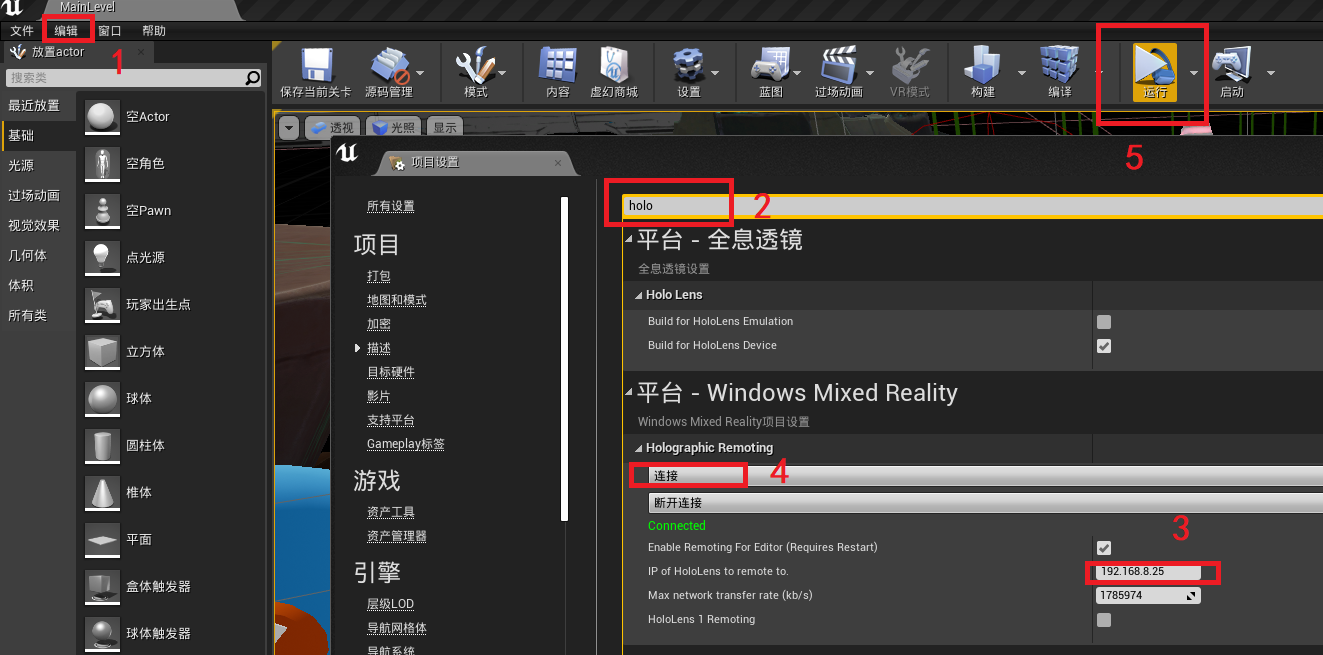 MainLevel
文件 编辑 窗口 帮助
1
放置actor
搜索类
最近放置
基础
光源
过场动画
视觉效果
几何体
体积
所有类
空Actor
空角色
空Pawn
点光源
玩家出生点
立方体
球体
圆柱体
椎体
平面
盒体触发器
球体触发器
保存当前关卡 源码管理 模式 内容 虚幻商城 设置 蓝图 过场动画 VR模式 构建 编译 运行 启动
5
透视 光照 显示
项目设置
所有设置
项目
打包
地图和模式
加密
描述
目标硬件
影片
支持平台
Gameplay标签
游戏
资产工具
资产管理器
引擎
层级LOD
导航网格体
导航系统
holo
2
平台 - 全息透镜
全息透镜设置
Holo Lens
Build for HoloLens Emulation
Build for HoloLens Device
平台 - Windows Mixed Reality
Windows Mixed Reality项目设置
Holographic Remoting
连接
4
断开连接
Connected
3
Enable Remoting For Editor (Requires Restart)
IP of HoloLens to remote to. 192.168.8.25
Max network transfer rate (kb/s) 1785974
HoloLens 1 Remoting